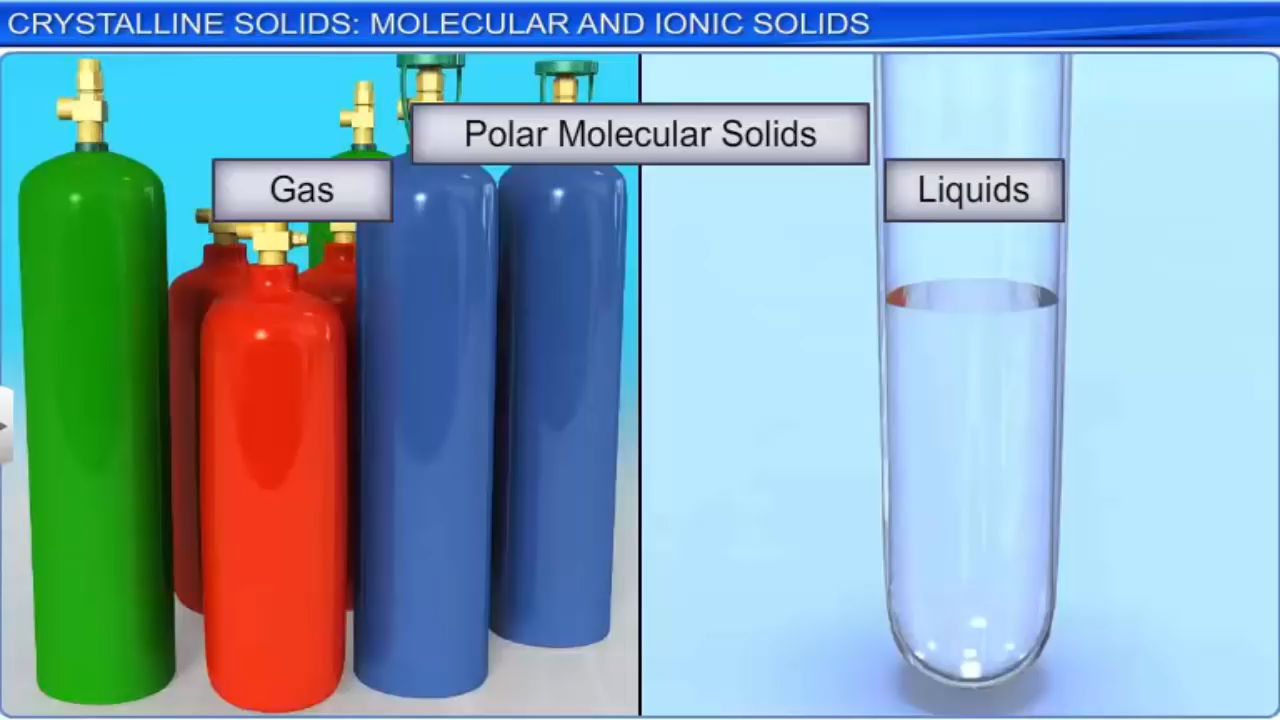 CRYSTALLINE SOLIDS: MOLECULAR AND IONIC SOLIDS
Polar Molecular Solids
Gas
Liquids